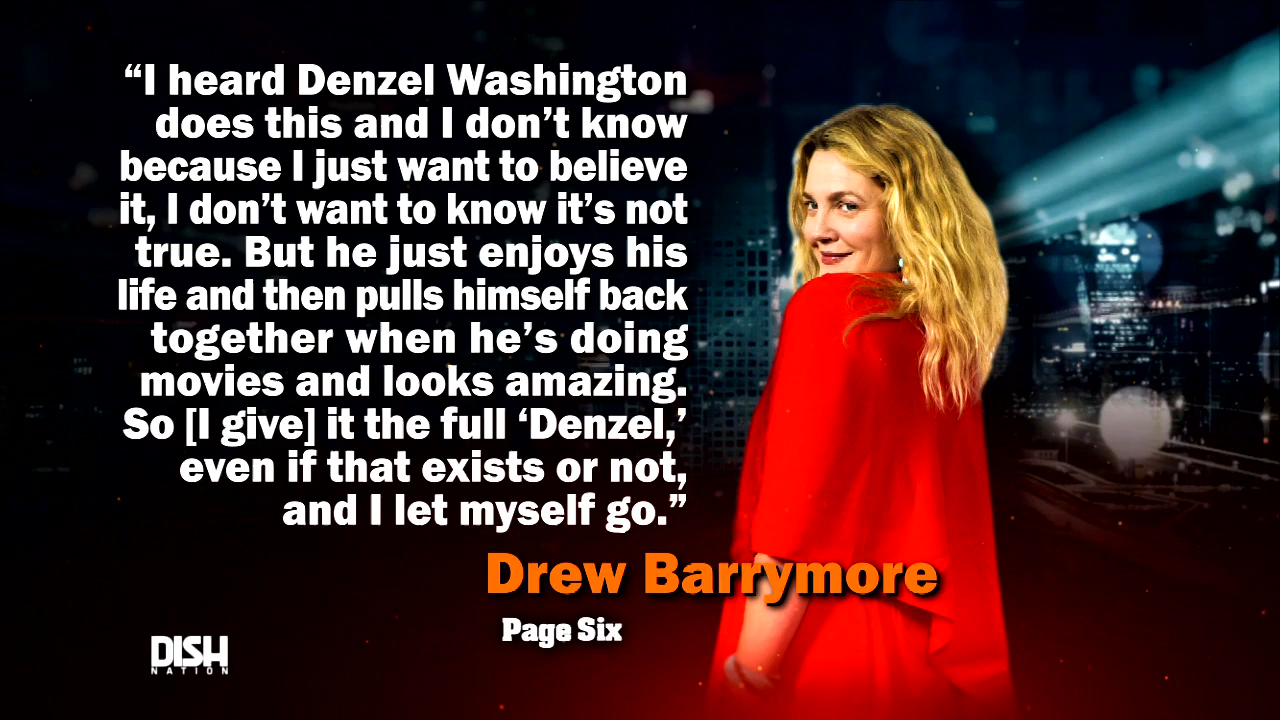 “I heard Denzel Washington
does this and I don’t know
because I just want to believe
it, I don’t want to know it’s not
true. But he just enjoys his
life and then pulls himself back
together when he’s doing
movies and looks amazing.
So [I give] it the full ‘Denzel,’
even if that exists or not,
and I let myself go.”
Drew Barrymore
Page Six
DISH
NATION